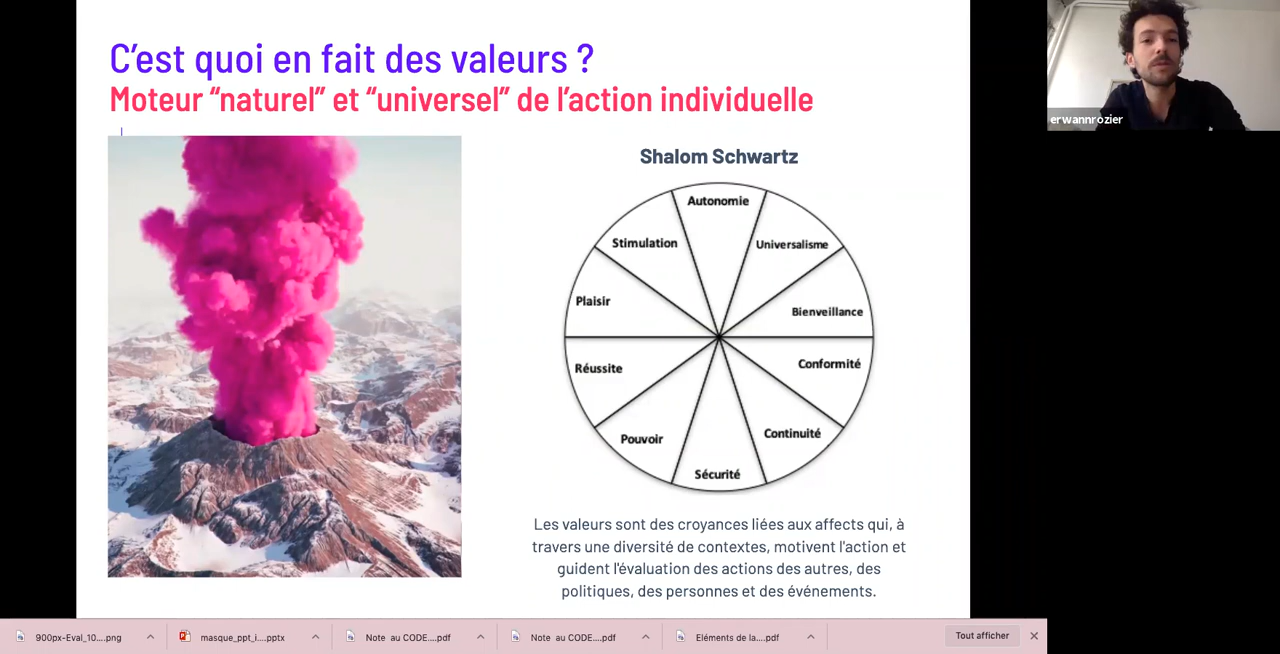 C’est quoi en fait des valeurs ?
Moteur “naturel” et “universel” de l’action individuelle
erwannrozier
Shalom Schwartz
Autonomie
Stimulation
Universalisme
Plaisir
Bienveillance
Réussite
Conformité
Pouvoir
Continuité
Sécurité
Les valeurs sont des croyances liées aux affects qui, à
travers une diversité de contextes, motivent l'action et
guident l'évaluation des actions des autres, des
politiques, des personnes et des événements.
900px-Eval_10....png
masque_ppt_i....pptx
Note au CODE....pdf
Note au CODE....pdf
Eléments de la....pdf
Tout afficher